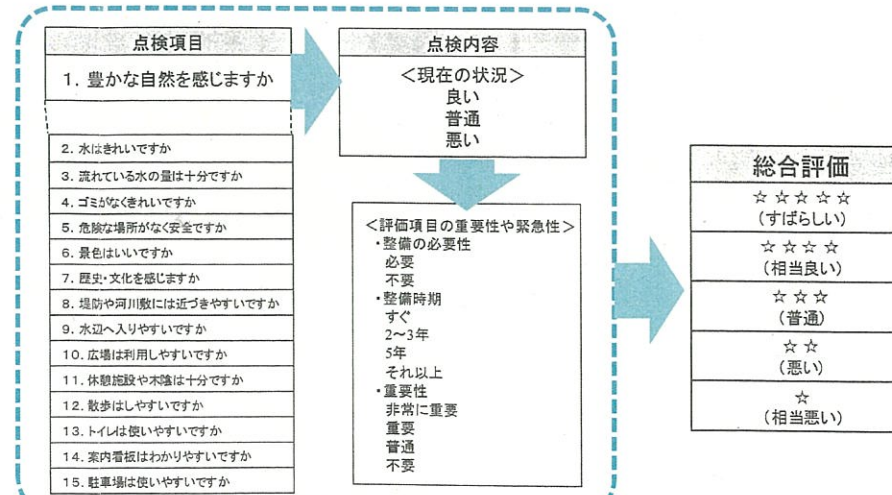 点検項目
1. 豊かな自然を感じますか
2. 水はきれいですか
3. 流れている水の量は十分ですか
4. ゴミがなくきれいですか
5. 危険な場所がなく安全ですか
6. 景色はいいですか
7. 歴史・文化を感じますか
8. 堤防や河川敷には近づきやすいですか
9. 水辺へ入りやすいですか
10. 広場は利用しやすいですか
11. 休憩施設や木陰は十分ですか
12. 散歩はしやすいですか
13. トイレは使いやすいですか
14. 案内看板はわかりやすいですか
15. 駐車場は使いやすいですか
点検内容
＜現在の状況＞
良い
普通
悪い
＜評価項目の重要性や緊急性＞
・整備の必要性
必要
不要
・整備時期
すぐ
2～3年
5年
それ以上
・重要性
非常に重要
重要
普通
不要
総合評価
☆☆☆☆☆
(すばらしい)
☆☆☆☆
(相当良い)
☆☆☆
(普通)
☆☆
(悪い)
☆
(相当悪い)